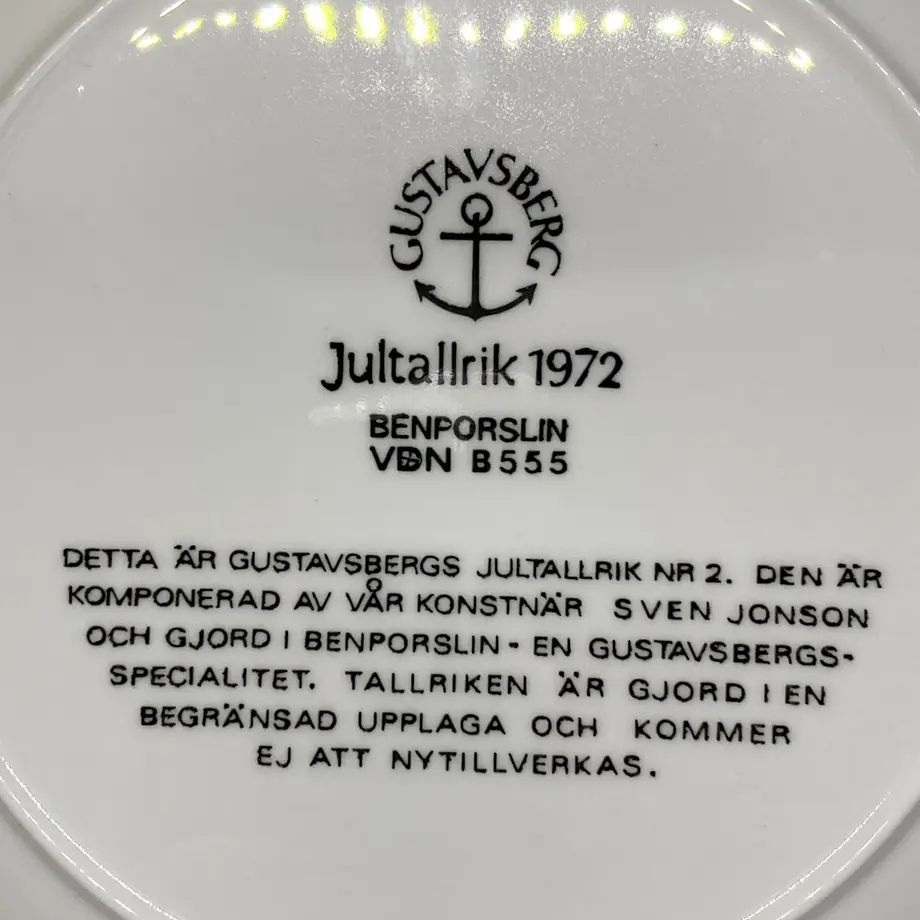 GUSTAVSBERG
Jultallrik 1972
BENPORSLIN
VDN B555
DETTA ÄR GUSTAVSBERGS JULTALLRIK NR 2. DEN ÄR
KOMPONERAD AV VÅR KONSTNÄR SVEN JONSON
OCH GJORD I BENPORSLIN - EN GUSTAVSBERGS-
SPECIALITET. TALLRIKEN ÄR GJORD I EN
BEGRÄNSAD UPPLAGA OCH KOMMER
EJ ATT NYTILLVERKAS.